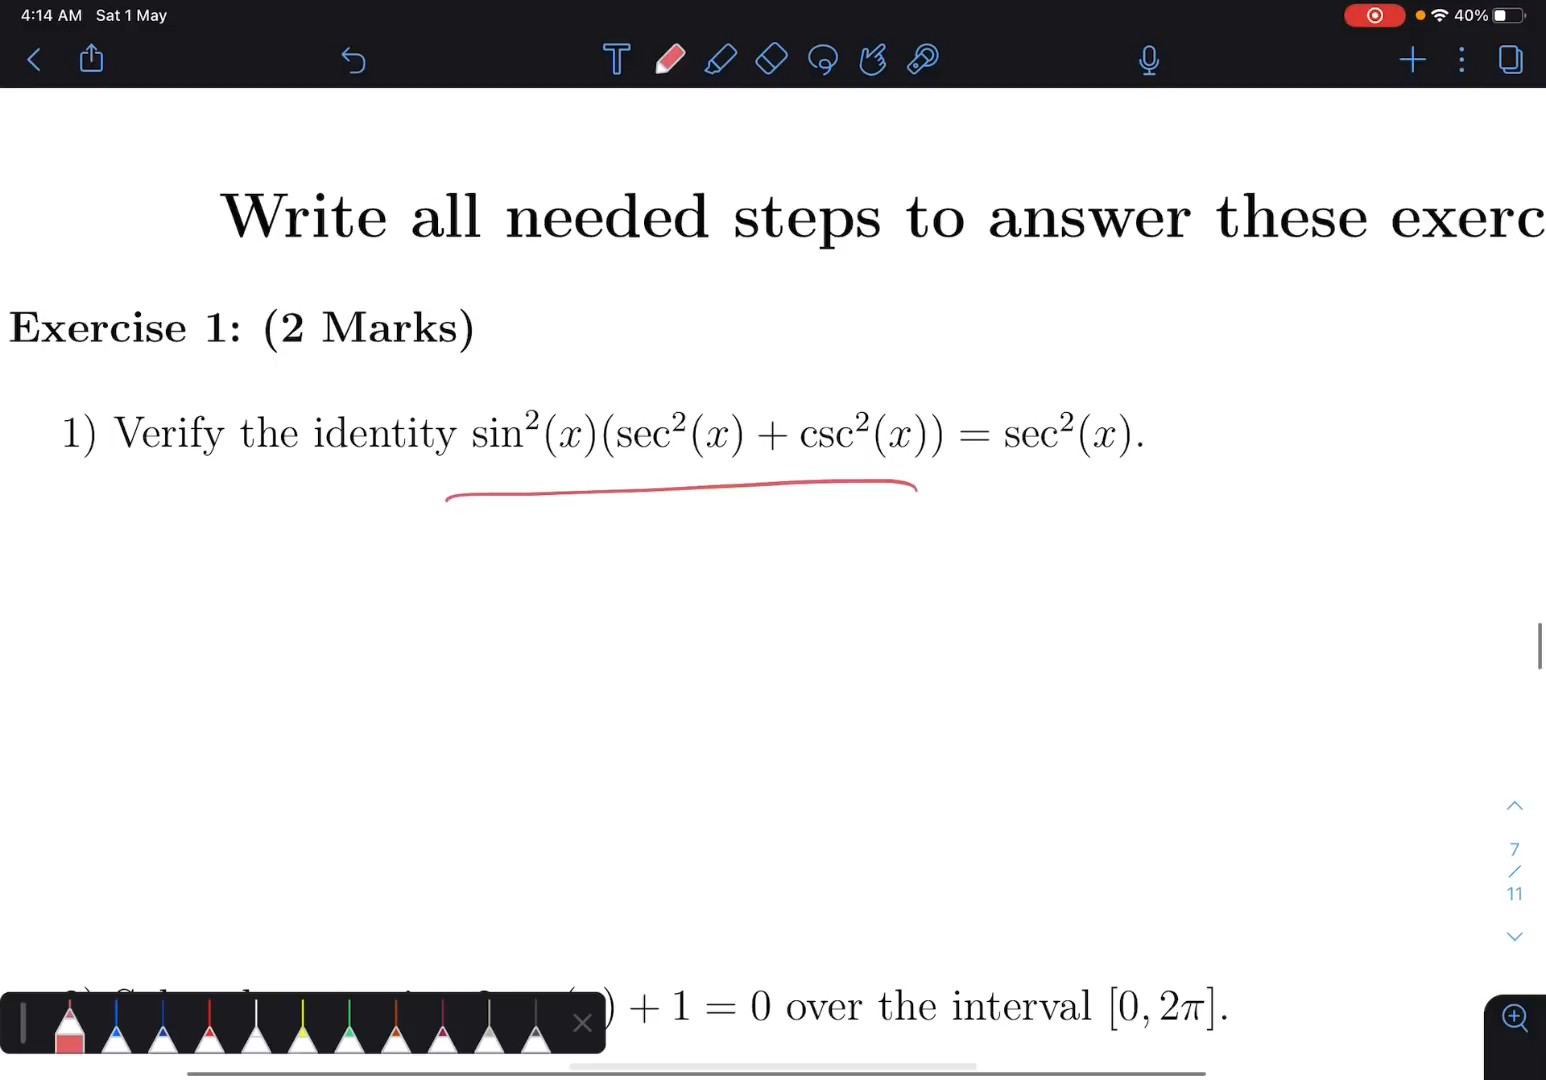 4:14 AM Sat 1 May
40%
Write all needed steps to answer these exerc
Exercise 1: (2 Marks)
1) Verify the identity sin²(x)(sec²(x) + csc²(x)) = sec²(x).
7
/
11
) + 1 = 0 over the interval [0, 2π].